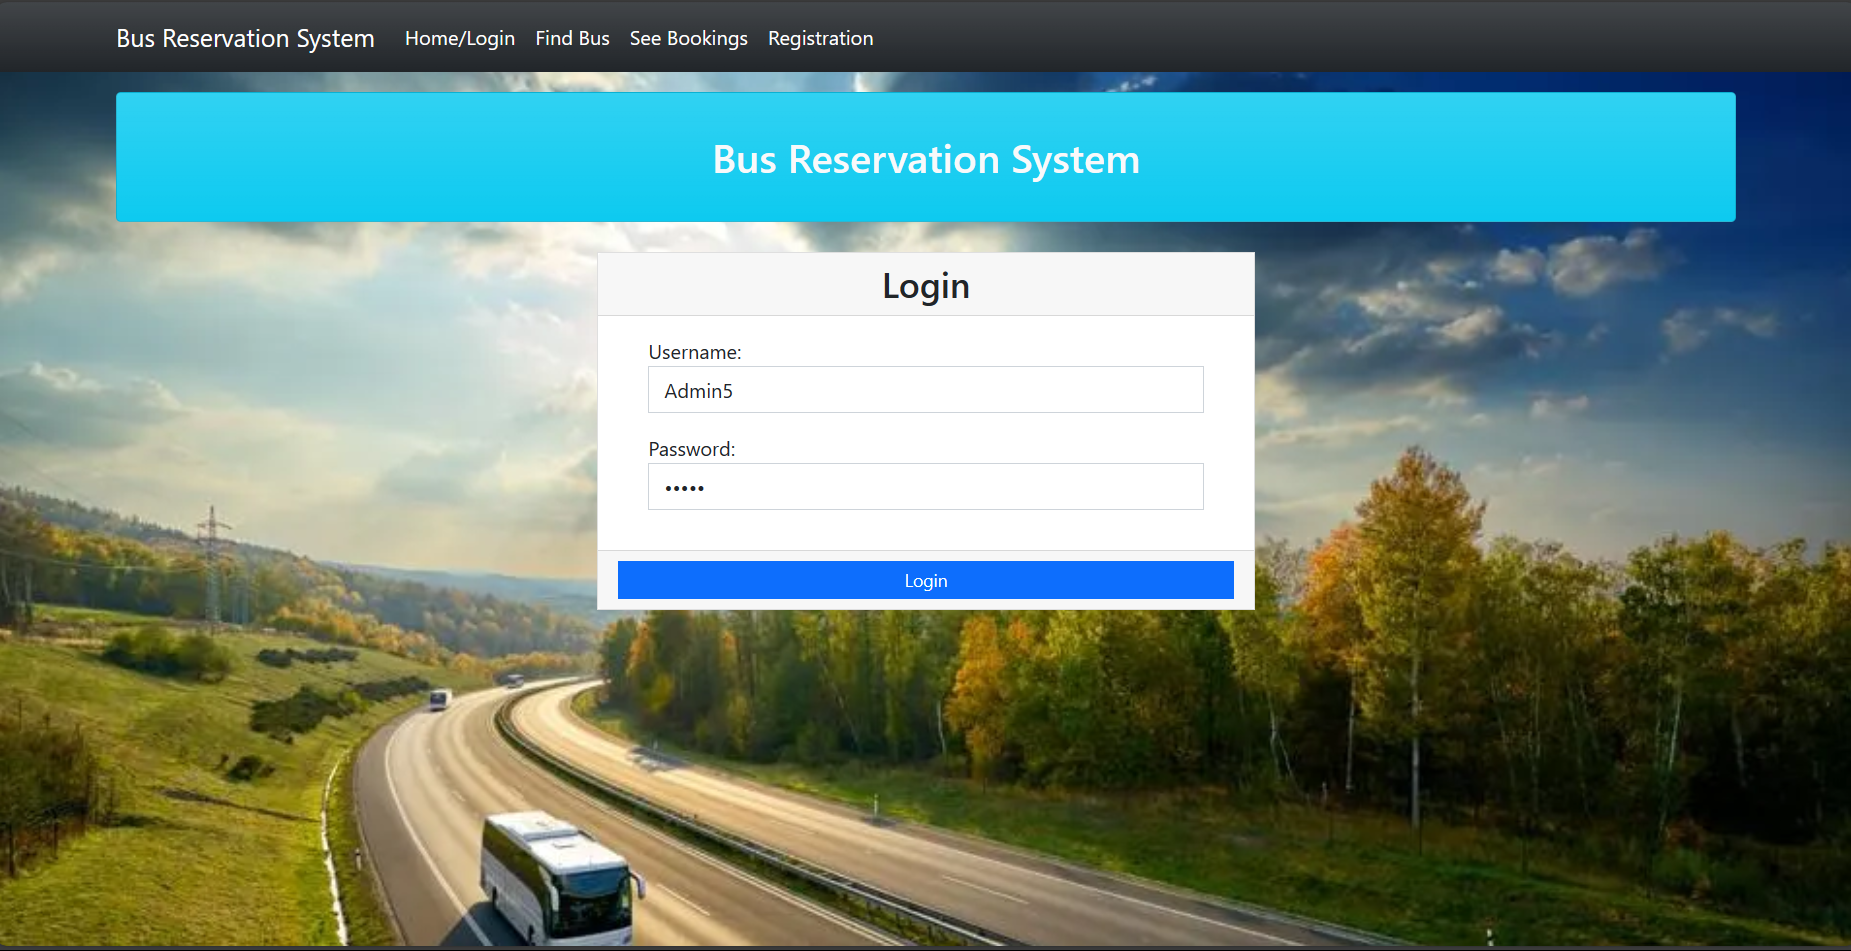 Bus Reservation System Home/Login Find Bus See Bookings Registration
Bus Reservation System
Login
Username:
Admin5
Password:
•••••
Login